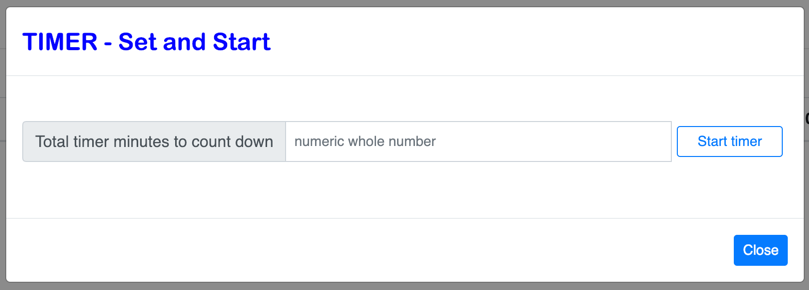 TIMER - Set and Start
Total timer minutes to count down numeric whole number Start timer
Close